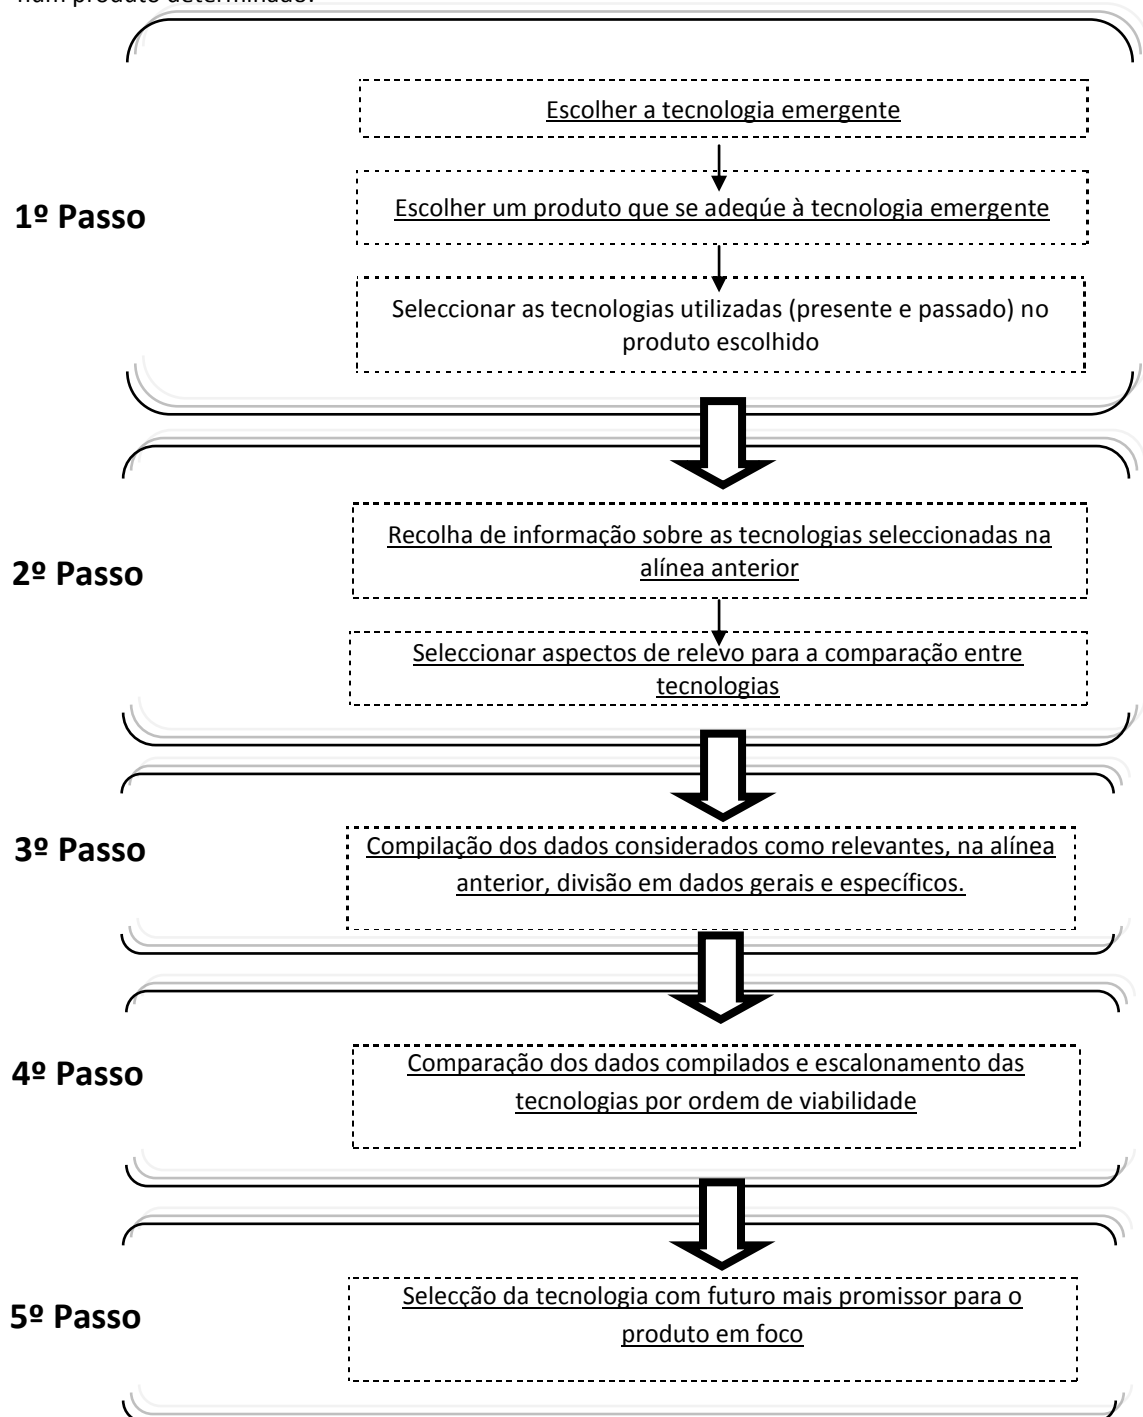 num produto determinado.
Escolher a tecnologia emergente
1º Passo
Escolher um produto que se adeqúe à tecnologia emergente
Seleccionar as tecnologias utilizadas (presente e passado) no
produto escolhido
2º Passo
Recolha de informação sobre as tecnologias seleccionadas na
alínea anterior
Seleccionar aspectos de relevo para a comparação entre
tecnologias
3º Passo
Compilação dos dados considerados como relevantes, na alínea
anterior, divisão em dados gerais e específicos.
4º Passo
Comparação dos dados compilados e escalonamento das
tecnologias por ordem de viabilidade
5º Passo
Selecção da tecnologia com futuro mais promissor para o
produto em foco